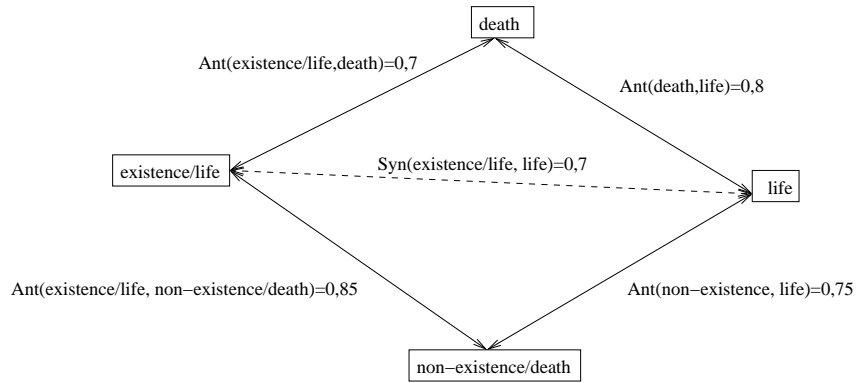 death
Ant(existence/life,death)=0,7
Ant(death,life)=0,8
Syn(existence/life, life)=0,7
existence/life
life
Ant(existence/life, non−existence/death)=0,85
Ant(non−existence, life)=0,75
non−existence/death